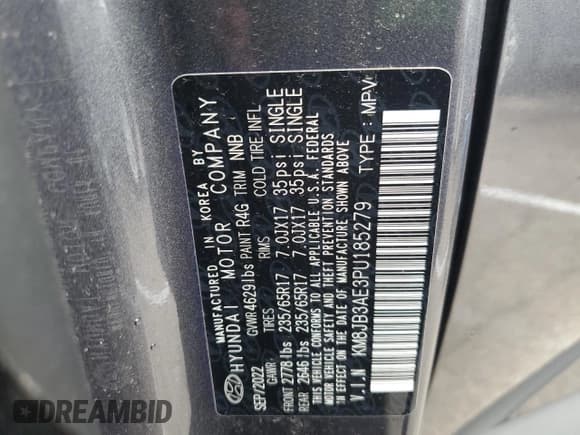 MANUFACTURED IN KOREA BY
HYUNDAI MOTOR COMPANY
SEP./2022 GVWR 4629 lbs PAINT R4G TRIM NNB
GAWR TIRES RIMS COLD TIRE INFL
FRONT 2778 lbs 235/65R17 7.0JX17 35psi SINGLE
REAR 2646 lbs 235/65R17 7.0JX17 35psi SINGLE
THIS VEHICLE CONFORMS TO ALL APPLICABLE U.S.A. FEDERAL
MOTOR VEHICLE SAFETY, BUMPER, AND THEFT PREVENTION STANDARDS
IN EFFECT ON THE DATE OF MANUFACTURE SHOWN ABOVE.
V.I.N KM8JB3AE3PU185279 TYPE : MPV
DREAMBID